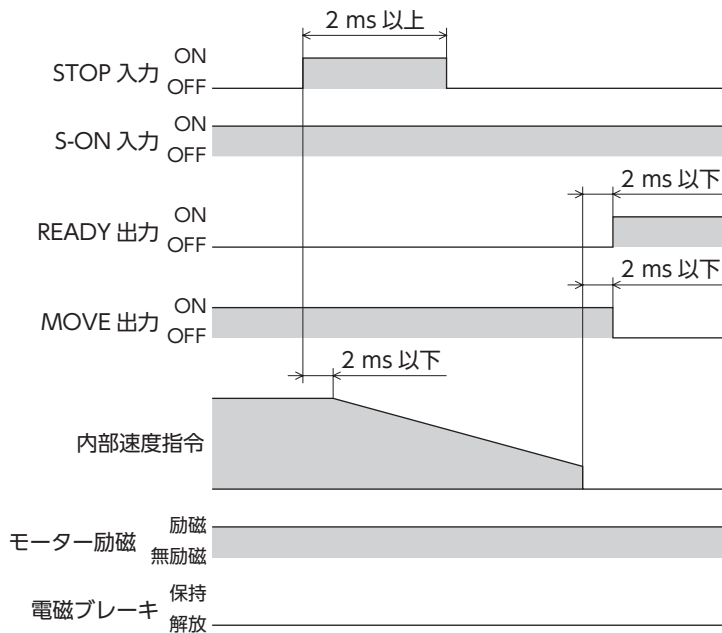 2 ms 以上
STOP 入力 ON
OFF
S-ON 入力 ON
OFF
2 ms 以下
READY 出力 ON
OFF
2 ms 以下
MOVE 出力 ON
OFF
2 ms 以下
内部速度指令
モーター励磁 励磁
無励磁
電磁ブレーキ 保持
解放